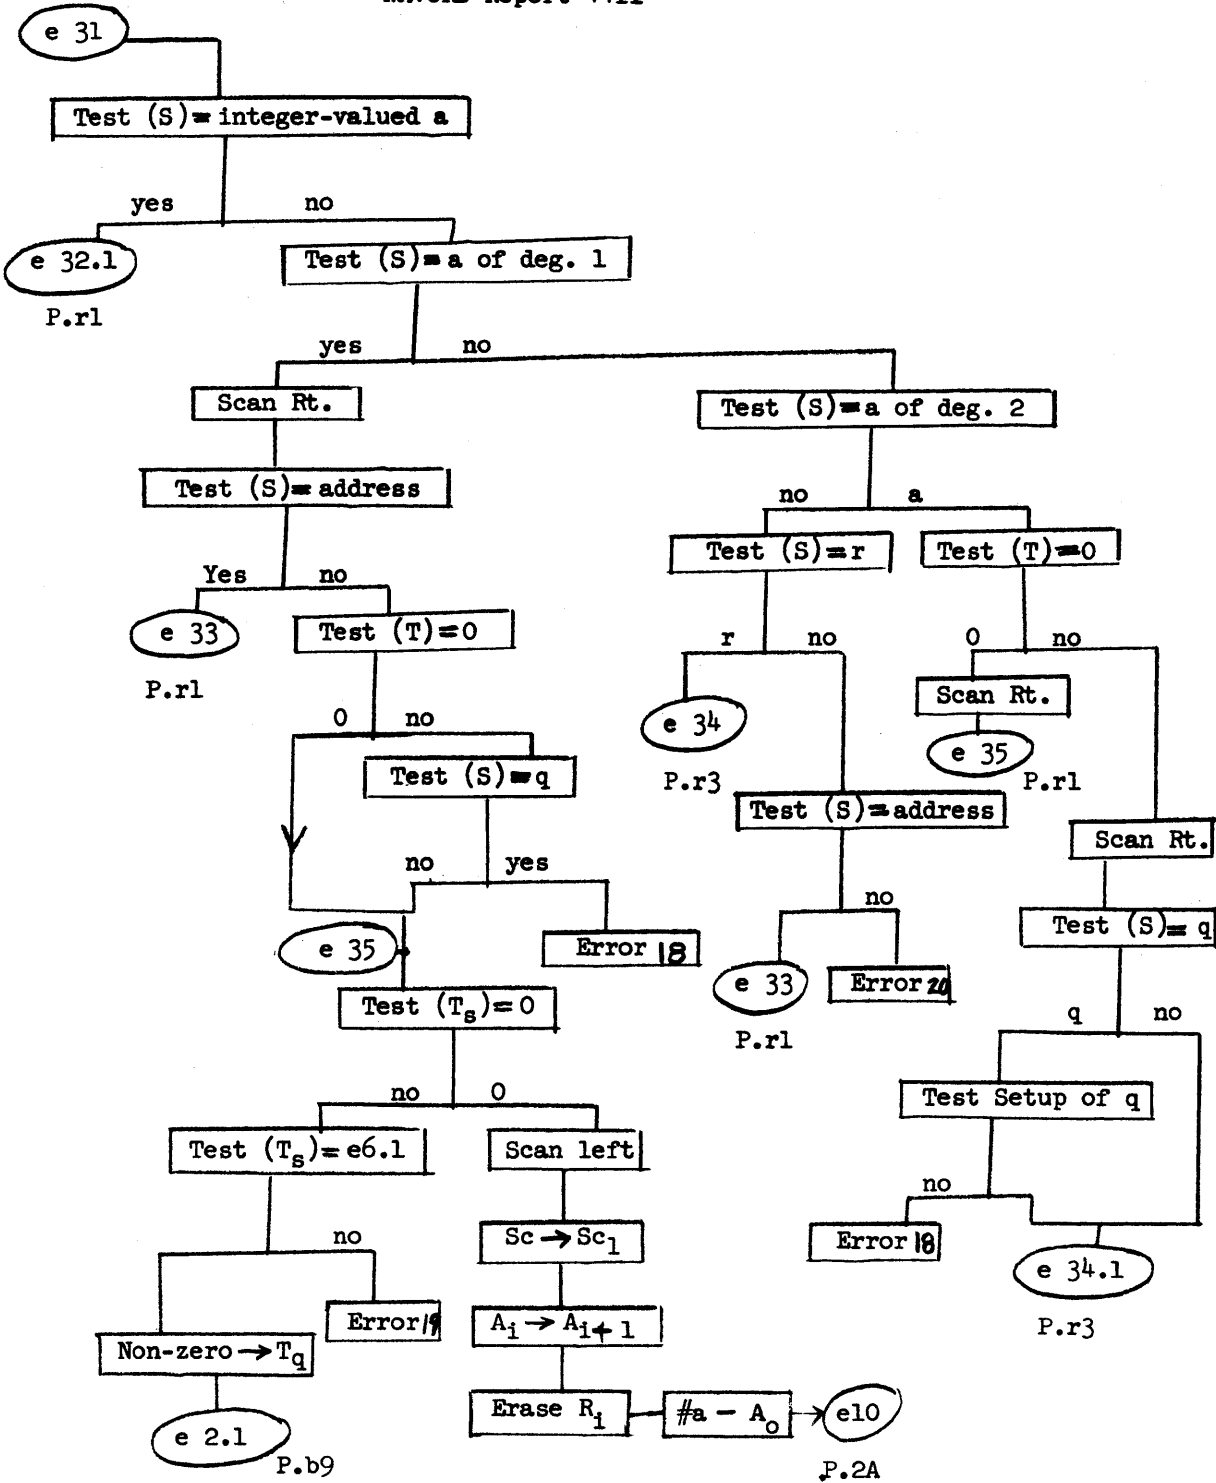 e 31
Test (S)=integer-valued a
yes no
e 32.1
P.r1
Test (S)=a of deg. 1
yes no
Scan Rt.
Test (S)=a of deg. 2
Test (S)=address
no a
Test (S)=r
Test (T)=0
Yes no
e 33
P.r1
Test (T)=0
r no
0 no
e 34
P.r3
Scan Rt.
e 35
P.r1
0 no
Test (S)=q
Test (S)=address
Scan Rt.
no yes
no
Test (S)=q
e 35
Error 18
e 33
P.r1
Error 20
Test (Ts)=0
q no
no 0
Test Setup of q
Test (Ts)=e6.1
Scan left
no
Sc→Sc1
Error 18
e 34.1
P.r3
no
Error 19
Ai→Ai+1
Non-zero→Tq
Erase Ri
#a – Ao
e10
P.2A
e 2.1
P.b9